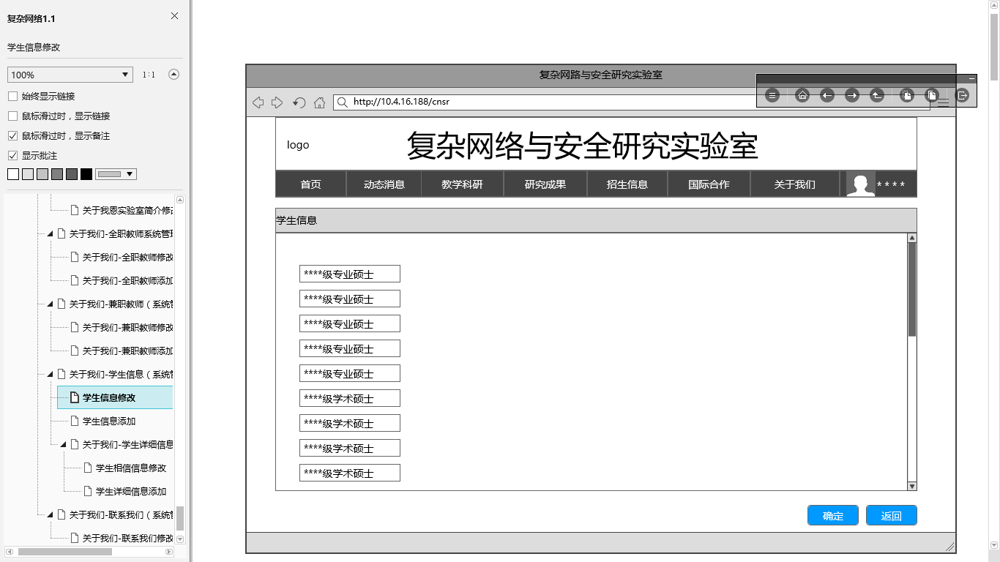 复杂网络1.1
学生信息修改
100%
1:1
始终显示链接
鼠标滑过时，显示链接
鼠标滑过时，显示备注
显示批注
关于我恩实验室简介修改
关于我们-全职教师系统管理
关于我们-全职教师修改
关于我们-全职教师添加
关于我们-兼职教师（系统管
关于我们-兼职教师修改
关于我们-兼职教师添加
关于我们-学生信息（系统管
学生信息修改
学生信息添加
关于我们-学生详细信息
学生相信信息修改
学生详细信息添加
关于我们-联系我们（系统管
关于我们-联系我们修改
复杂网路与安全研究实验室
http://10.4.16.188/cnsr
logo
复杂网络与安全研究实验室
首页 动态消息 教学科研 研究成果 招生信息 国际合作 关于我们 ****
学生信息
****级专业硕士
****级专业硕士
****级专业硕士
****级专业硕士
****级专业硕士
****级学术硕士
****级学术硕士
****级学术硕士
****级学术硕士
确定 返回